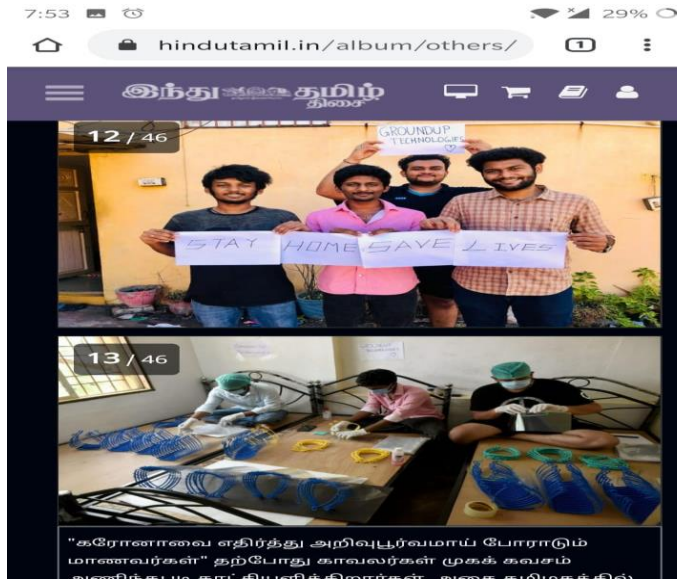 7:53
29%
hindutamil.in/album/others/
1
இந்து தமிழ்
திசை
12 / 46
GROUNDUP
TECHNOLOGIES
STAY HOME SAVE LIVES
13 / 46
"கரோனாவை எதிர்த்து அறிவுபூர்வமாய் போராடும்
மாணவர்கள்" தற்போது காவலர்கள் முகக் கவசம்